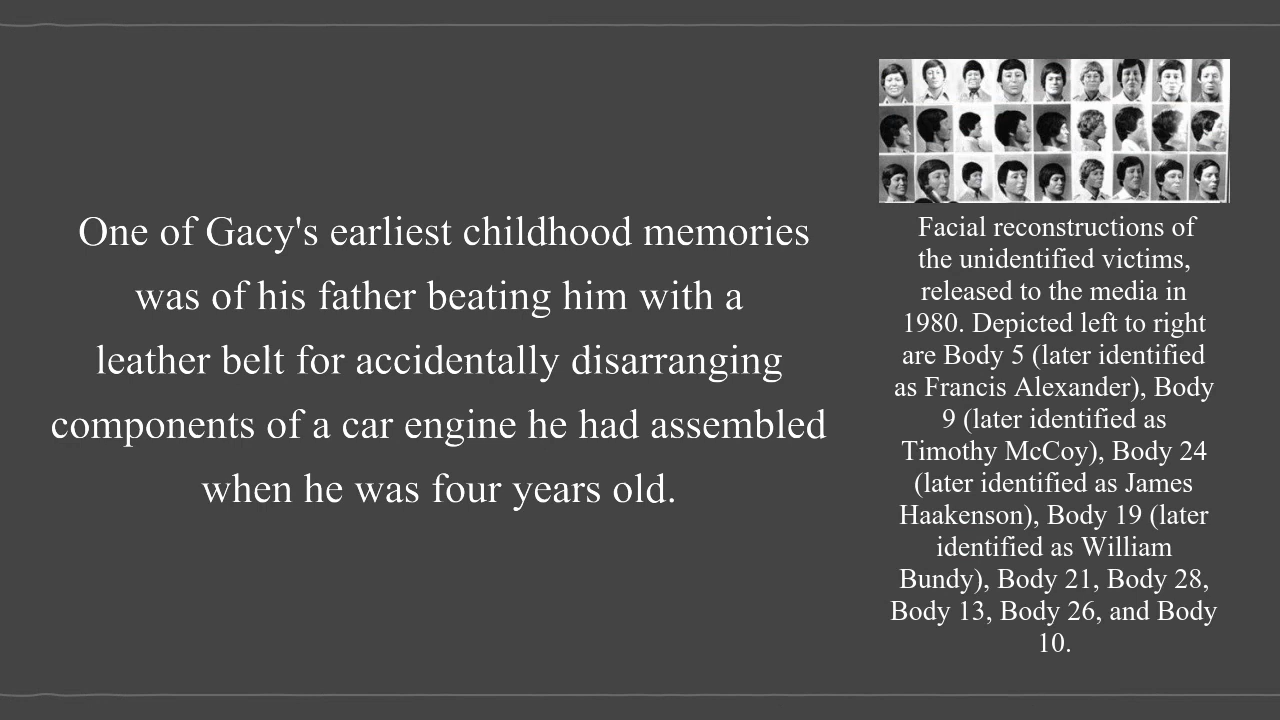 One of Gacy's earliest childhood memories
was of his father beating him with a
leather belt for accidentally disarranging
components of a car engine he had assembled
when he was four years old.
Facial reconstructions of
the unidentified victims,
released to the media in
1980. Depicted left to right
are Body 5 (later identified
as Francis Alexander), Body
9 (later identified as
Timothy McCoy), Body 24
(later identified as James
Haakenson), Body 19 (later
identified as William
Bundy), Body 21, Body 28,
Body 13, Body 26, and Body
10.